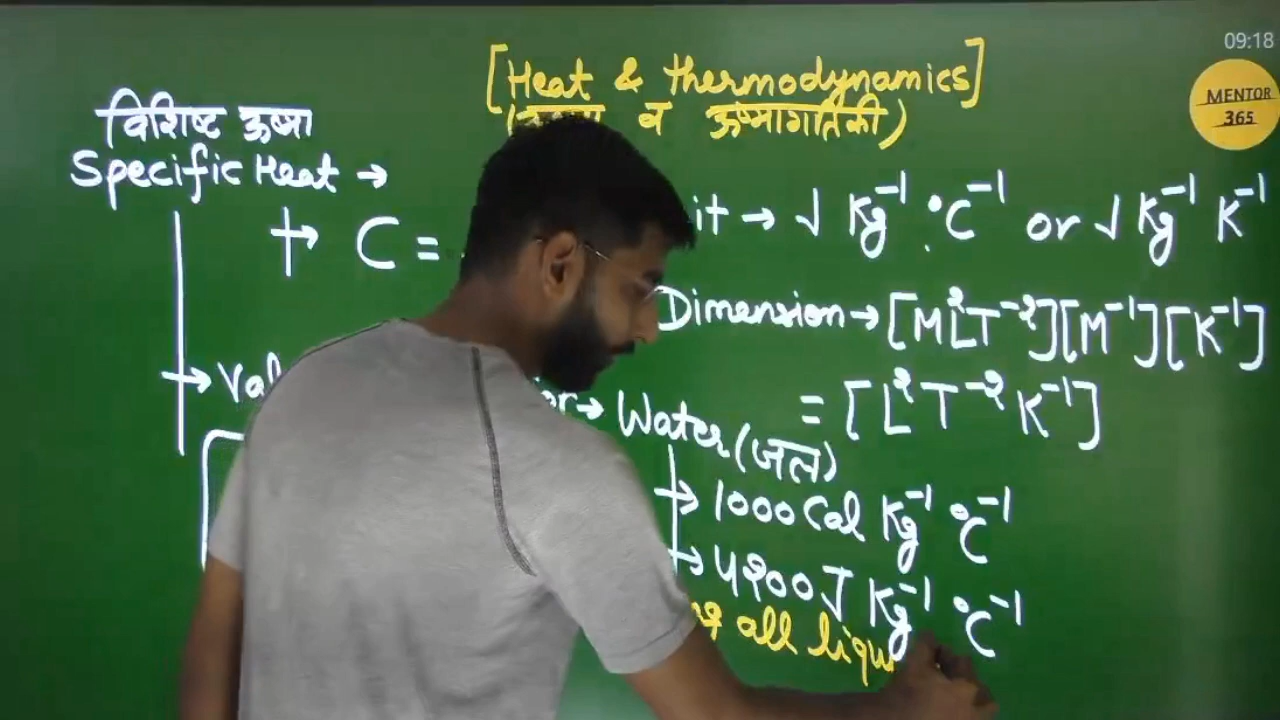 09:18
MENTOR
365
[Heat & thermodynamics]
व ऊष्मागतिकी)
विशिष्ट ऊष्मा
Specific Heat →
→ C =
it → J Kg⁻¹ °C⁻¹ or J Kg⁻¹ K⁻¹
Dimension → [ML²T⁻²][M⁻¹][K⁻¹]
= [L²T⁻²K⁻¹]
→ Val
or → Water (जल)
→ 1000 Cal Kg⁻¹ °C⁻¹
→ 4200 J Kg⁻¹ °C⁻¹
all liqu